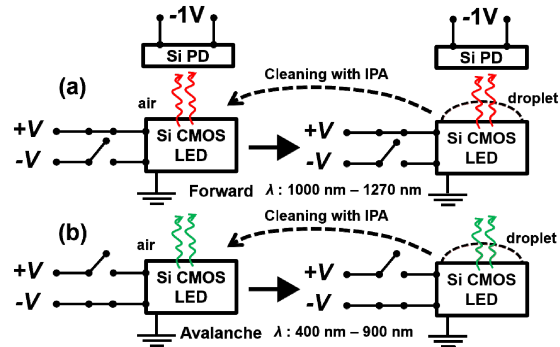 -1V
-1V
Si PD
Si PD
(a)
Cleaning with IPA
air
droplet
+V
Si CMOS
LED
-V
+V
Si CMOS
LED
-V
Forward λ : 1000 nm – 1270 nm
(b)
Cleaning with IPA
air
droplet
+V
Si CMOS
LED
-V
+V
Si CMOS
LED
-V
Avalanche λ : 400 nm – 900 nm